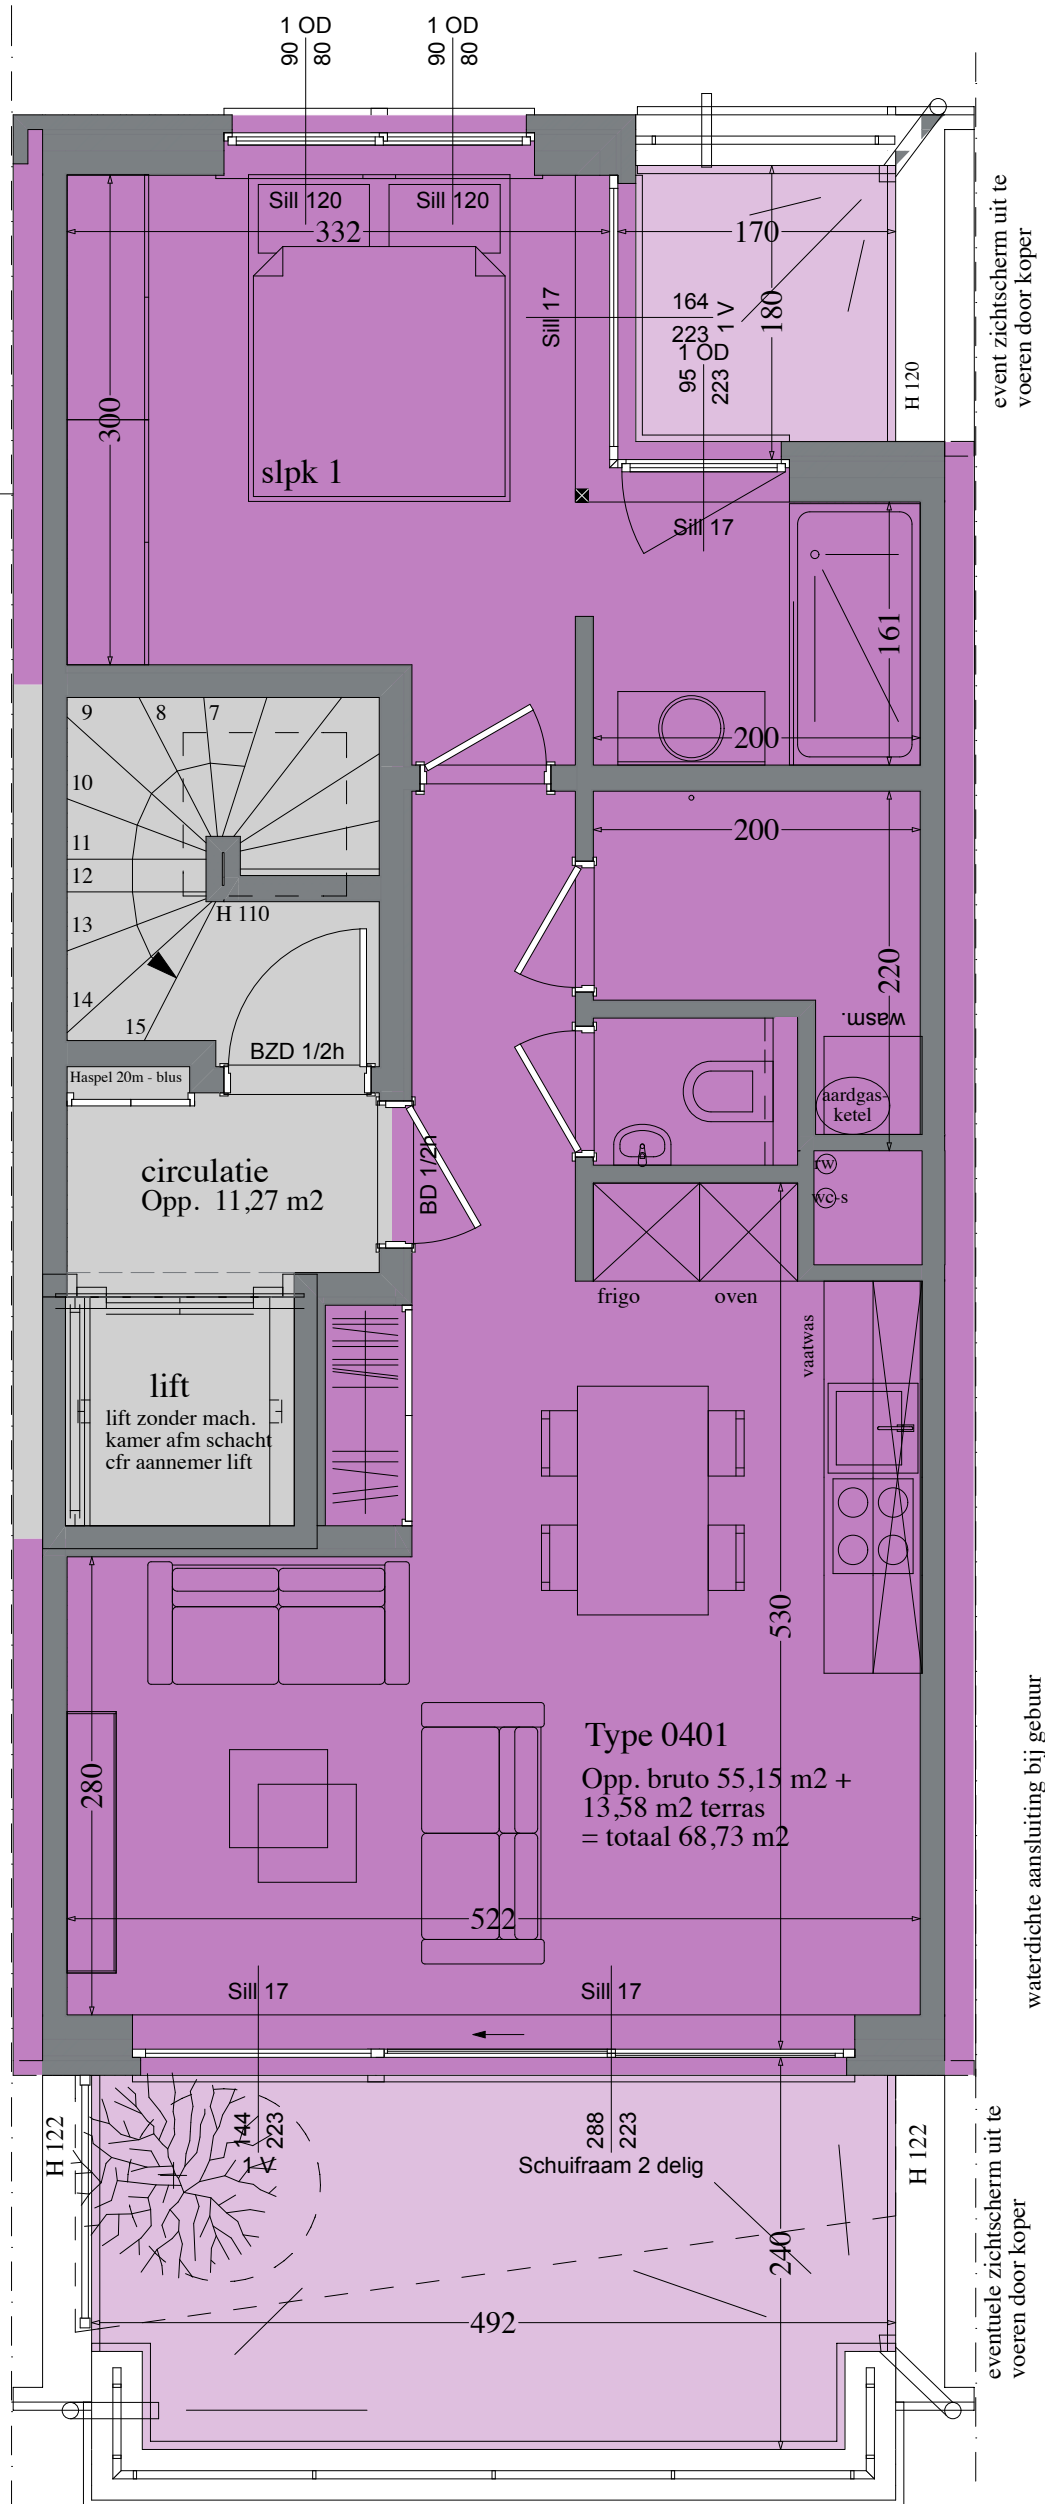 1 OD
90 80
1 OD
90 80
Sill 120
Sill 120
332
170
event zichtscherm uit te
voeren door koper
Sill 17
164
223
1 V
180
1 OD
95 223
H 120
300
slpk 1
Sill 17
161
200
9
8
7
10
11
12
13
14
15
H 110
200
220
wasm.
BZD 1/2h
Haspel 20m - blus
aardgas-
ketel
BD 1/2h
circulatie
Opp. 11,27 m2
rw
wc-s
frigo
oven
vaatwas
lift
lift zonder mach.
kamer afm schacht
cfr aannemer lift
530
280
Type 0401
Opp. bruto 55,15 m2 +
13,58 m2 terras
= totaal 68,73 m2
waterdichte aansluiting bij gebuur
522
Sill 17
Sill 17
H 122
144 223
1 V
288 223
Schuifraam 2 delig
H 122
240
492
eventuele zichtscherm uit te
voeren door koper